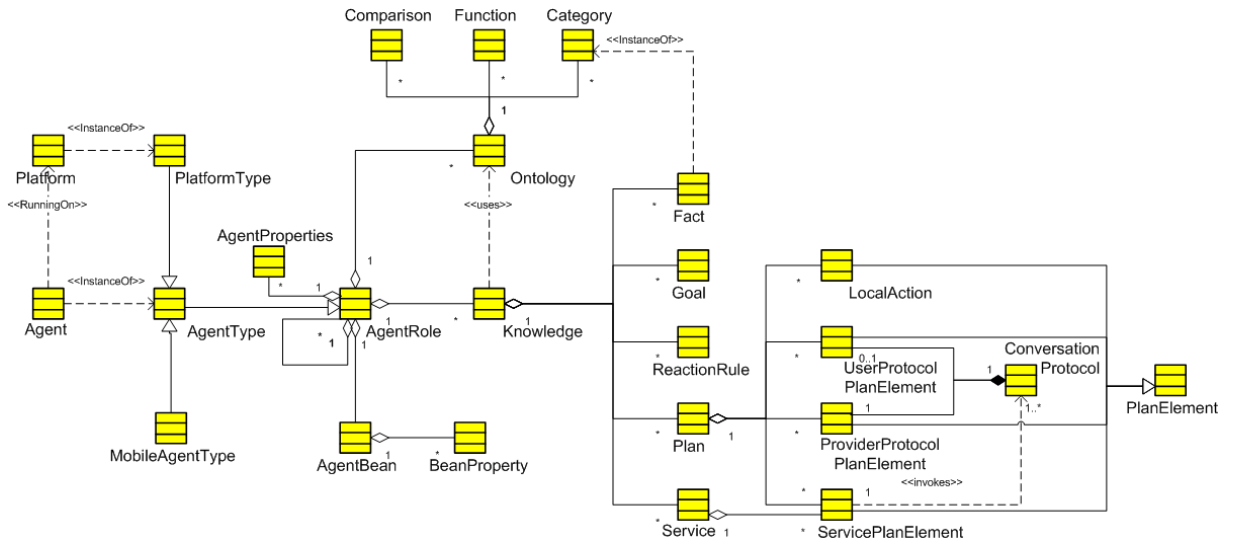 Comparison Function Category
<<InstanceOf>>
* * *
1
<<InstanceOf>>
Platform PlatformType * Ontology
<<RunningOn>> <<uses>> * Fact
AgentProperties
1
<<InstanceOf>> * 1 * Goal * LocalAction
Agent AgentType AgentRole 1 * Knowledge 1
* 1 1
* ReactionRule * 0..1 UserProtocol
PlanElement
1 Conversation
Protocol
1..*
PlanElement
MobileAgentType AgentBean 1 * BeanProperty
* Plan 1 * 1 ProviderProtocol
PlanElement
<<invokes>>
* 1
* Service 1 * ServicePlanElement